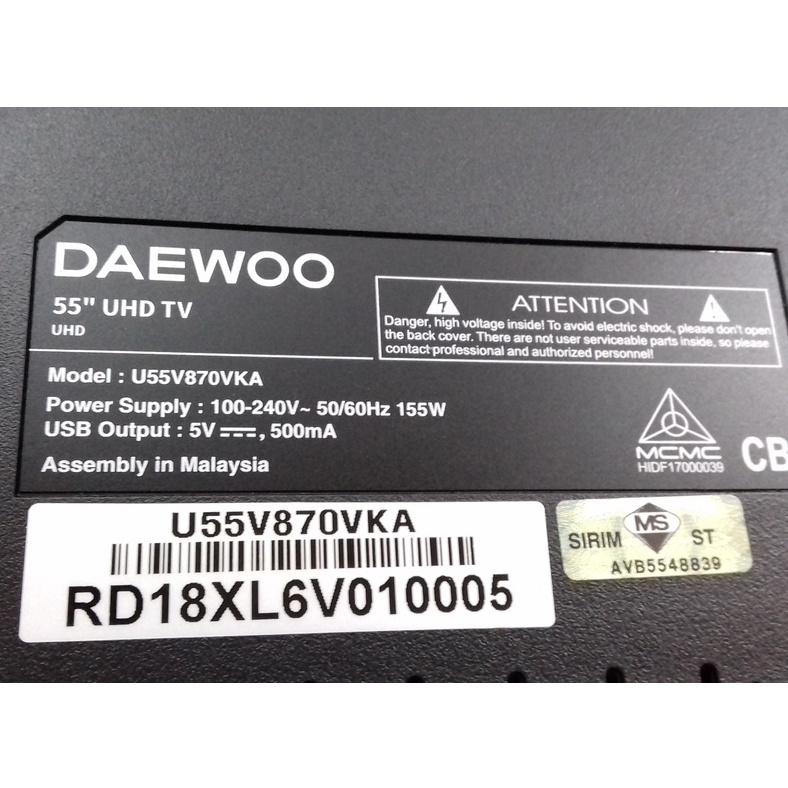 DAEWOO
55" UHD TV
UHD
ATTENTION
Danger, high voltage inside! To avoid electric shock, please don't open
the back cover. There are not user serviceable parts inside, so please
contact professional and authorized personnel!
Model : U55V870VKA
Power Supply : 100-240V~ 50/60Hz 155W
USB Output : 5V ⎓, 500mA
Assembly in Malaysia
MCMC
HIDF17000039
CB
U55V870VKA
RD18XL6V010005
MS
SIRIM ST
AVB5548839